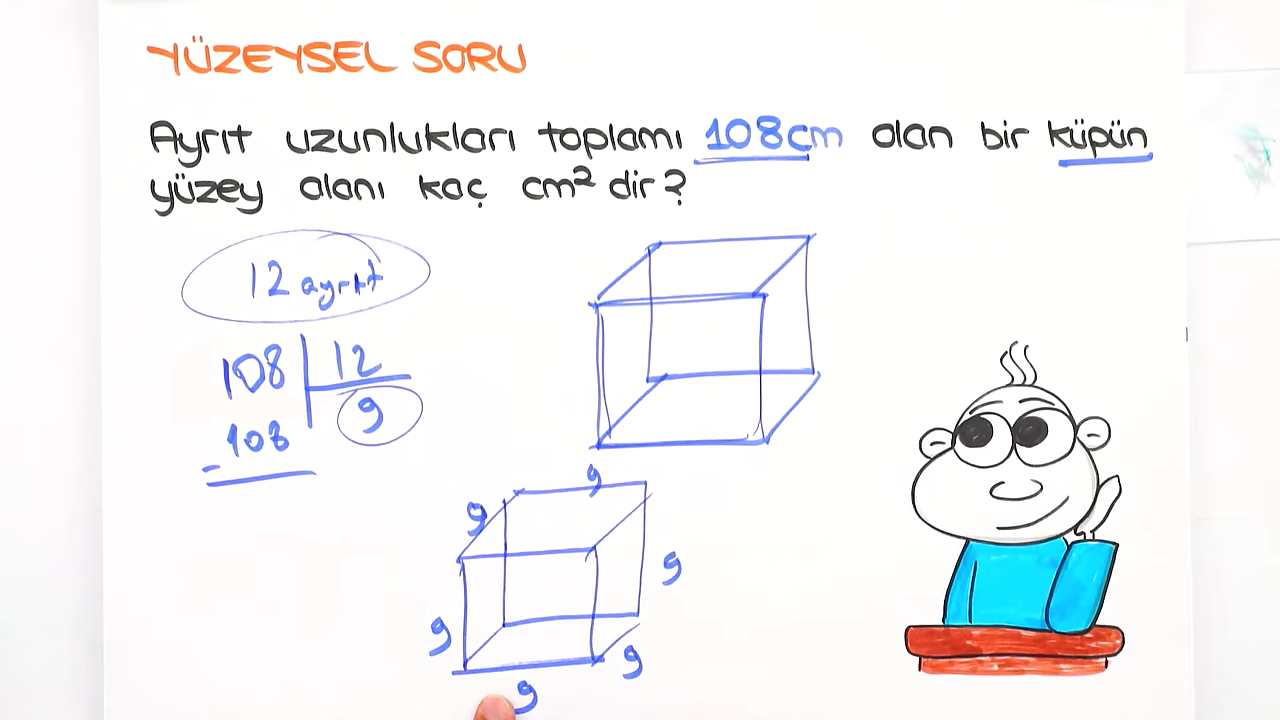 YÜZEYSEL SORU
Ayrıt uzunlukları toplamı 108cm olan bir küpün
yüzey alanı kaç cm² dir?
12 ayrıt
108 12
9
-108
9
9
9
9
9
9